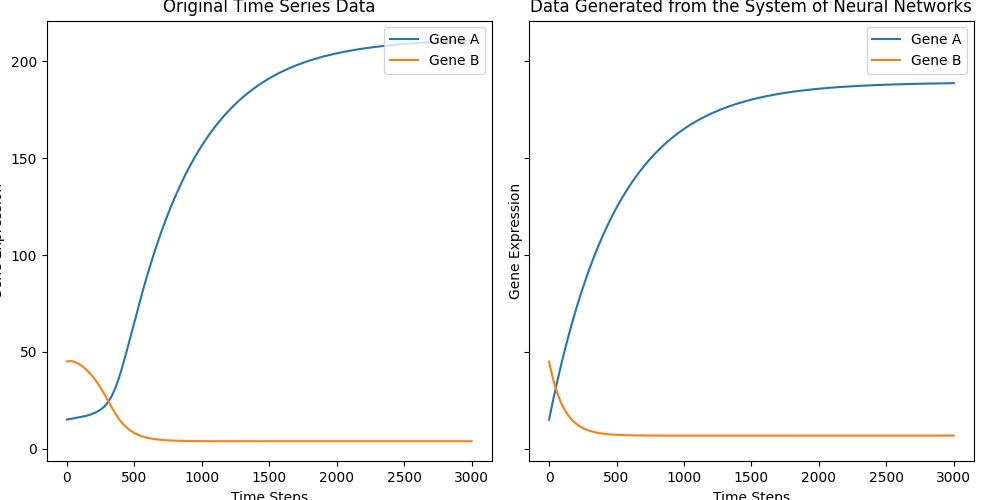 Original Time Series Data
Gene A
Gene B
200
150
100
50
0
0 500 1000 1500 2000 2500 3000
Time Steps
Data Generated from the System of Neural Networks
Gene A
Gene B
Gene Expression
0 500 1000 1500 2000 2500 3000
Time Steps